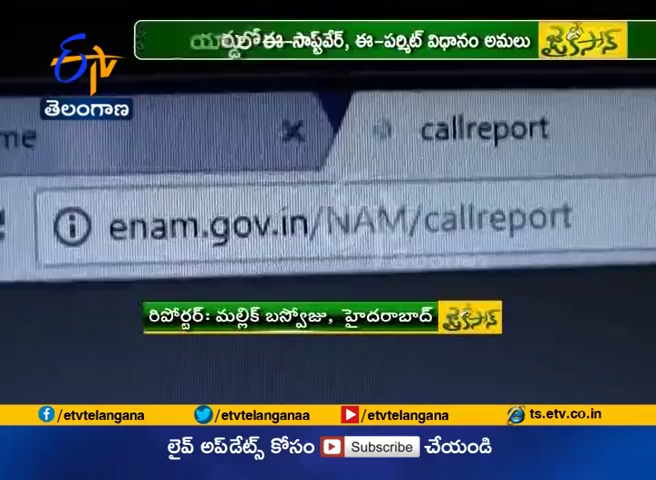 యార్డులో ఈ-సాఫ్ట్‌వేర్, ఈ-పర్మిట్ విధానం అమలు
జైకిసాన్
ETV
తెలంగాణ
me
callreport
enam.gov.in/NAM/callreport
రిపోర్టర్: మల్లిక్ బస్వోజు, హైదరాబాద్
జైకిసాన్
/etvtelangana /etvtelanganaa /etvtelangana ts.etv.co.in
లైవ్ అప్‌డేట్స్ కోసం Subscribe చేయండి